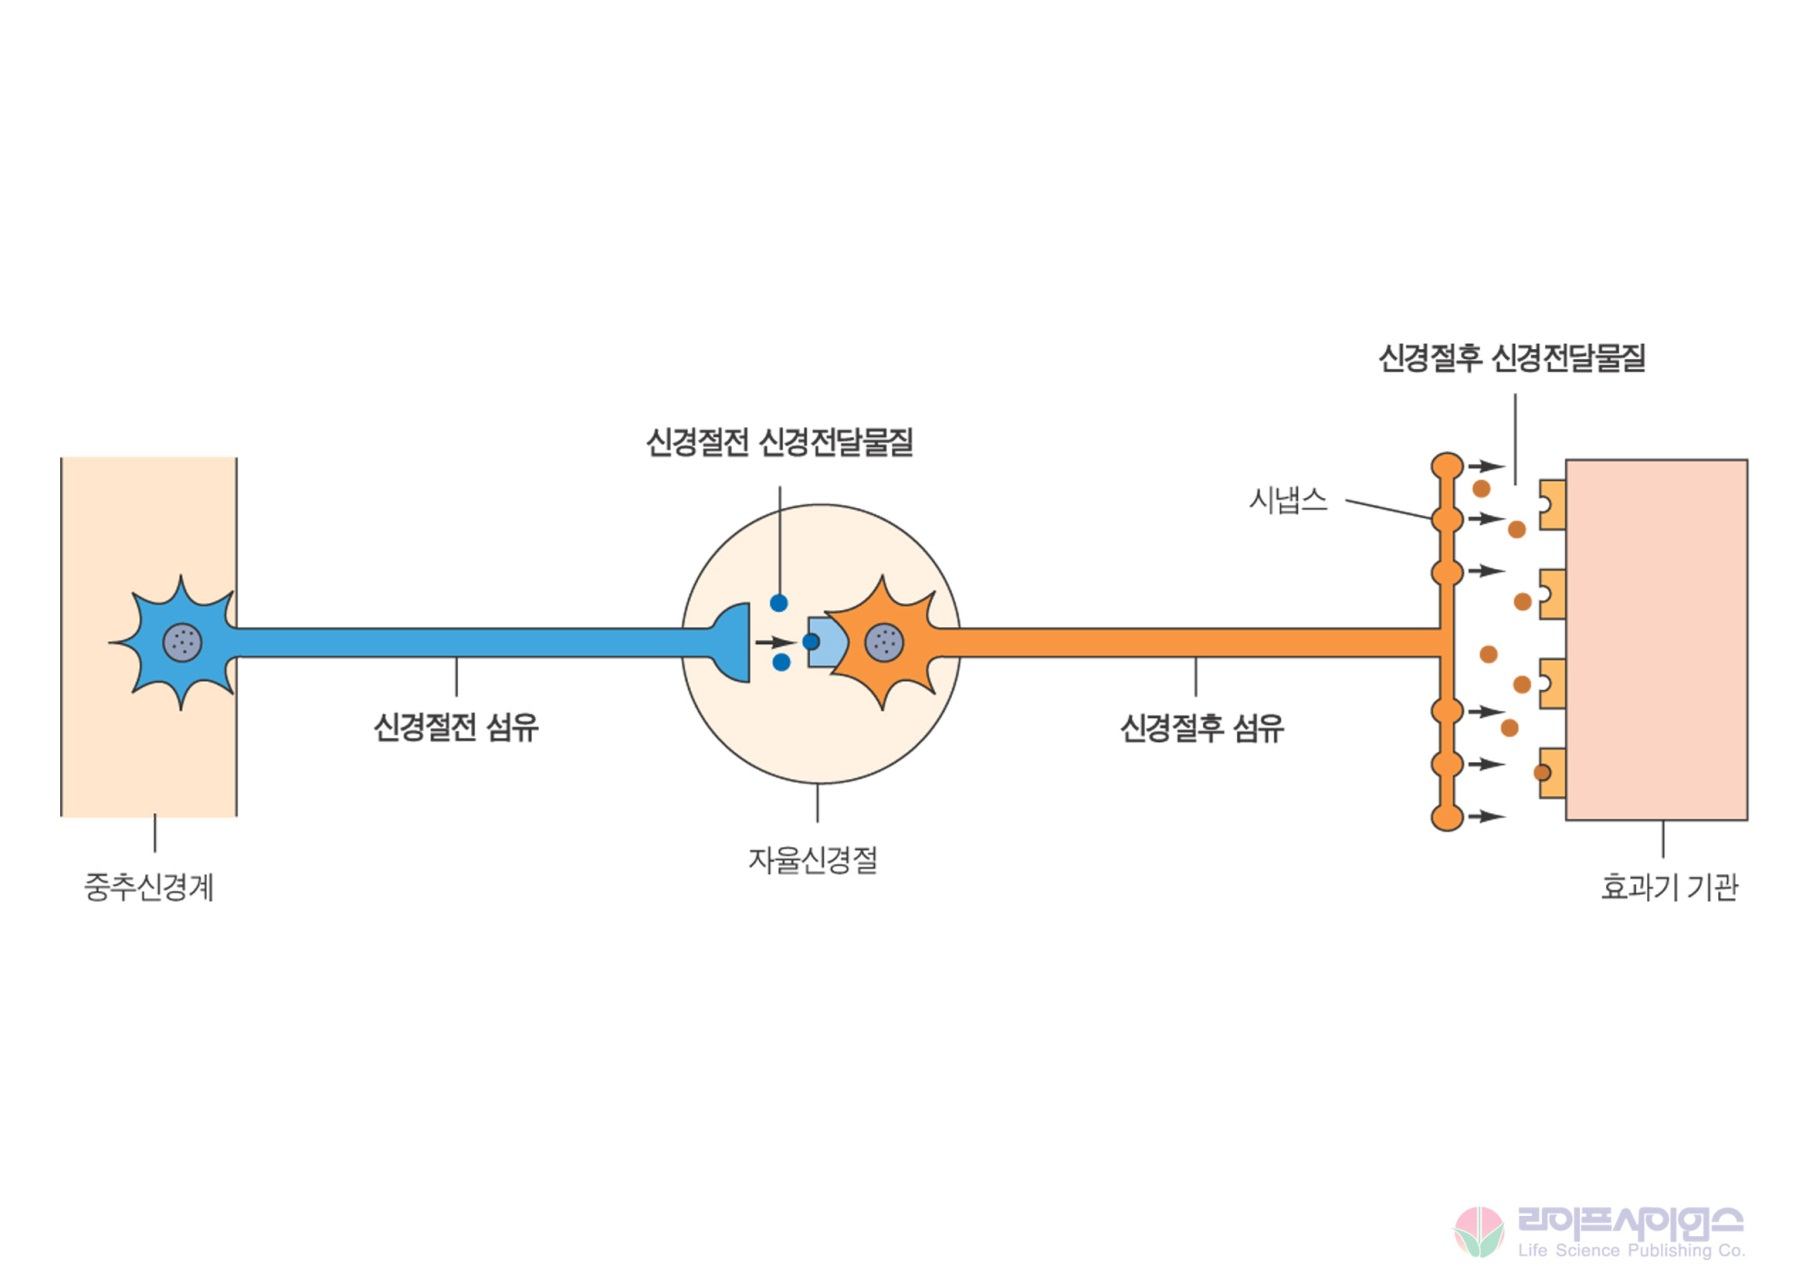 신경절후 신경전달물질
신경절전 신경전달물질
시냅스
신경절전 섬유
신경절후 섬유
자율신경절
중추신경계
효과기 기관
라이프사이언스
Life Science Publishing Co.